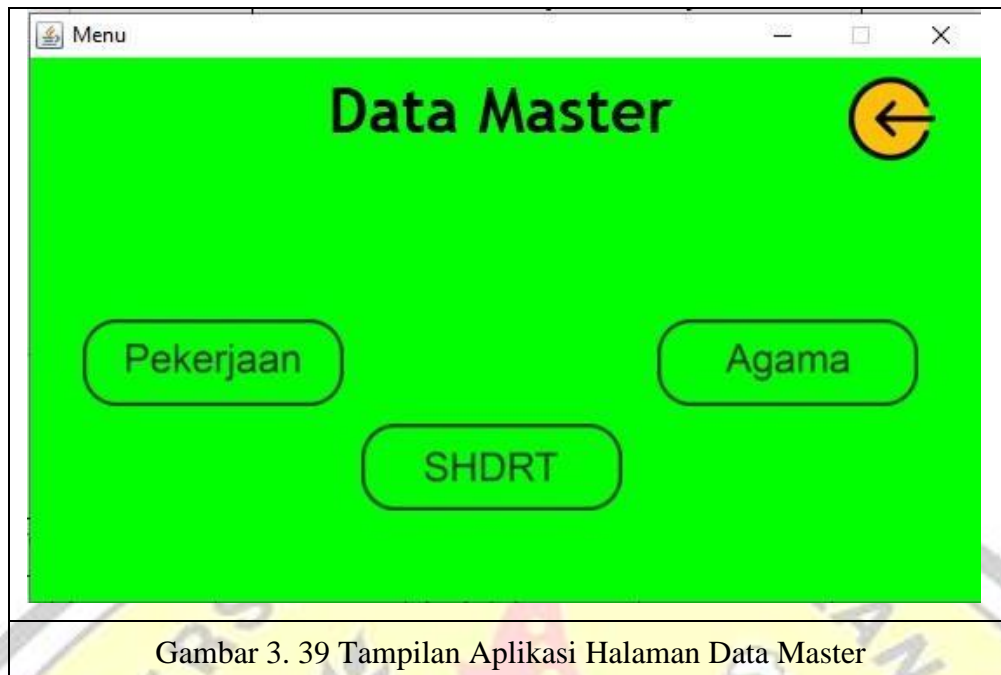 Menu
Data Master
Pekerjaan
Agama
SHDRT
Gambar 3. 39 Tampilan Aplikasi Halaman Data Master